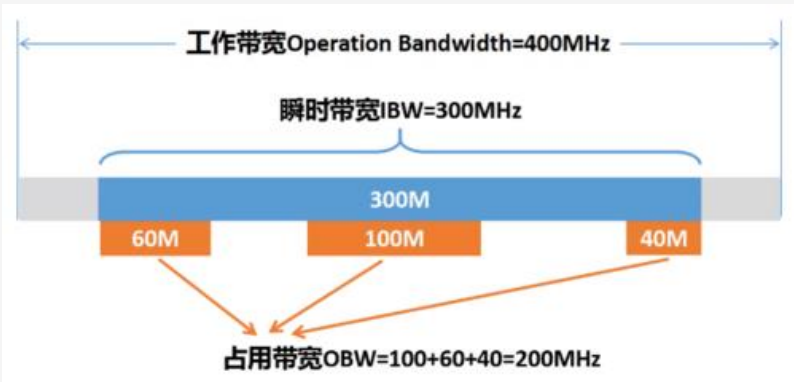 工作带宽Operation Bandwidth=400MHz
瞬时带宽IBW=300MHz
300M
60M 100M 40M
占用带宽OBW=100+60+40=200MHz